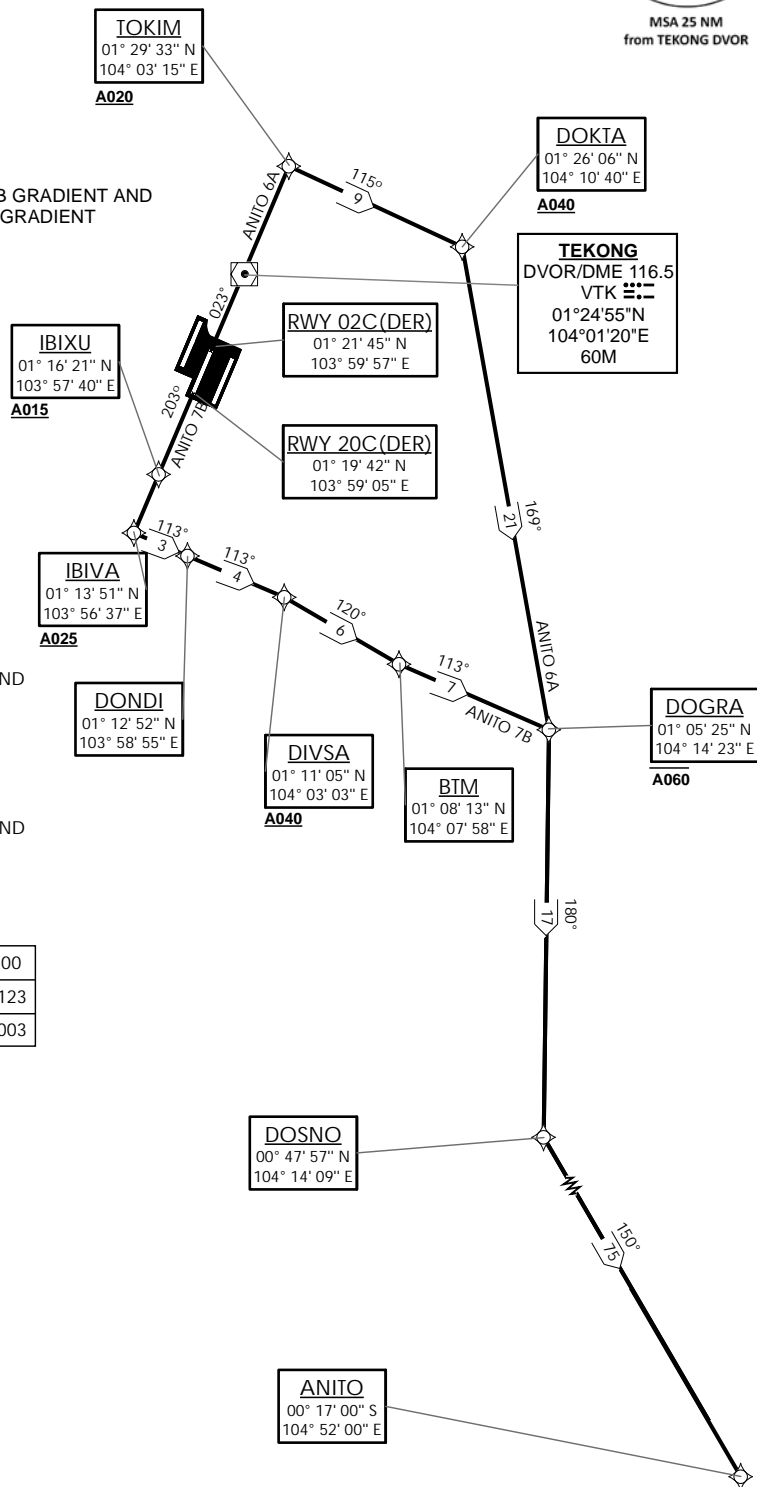 MSA 25 NM
from TEKONG DVOR
TOKIM
01° 29' 33" N
104° 03' 15" E
A020
DOKTA
01° 26' 06" N
104° 10' 40" E
A040
B GRADIENT AND
GRADIENT
ANITO 6A
115°
9
TEKONG
DVOR/DME 116.5
VTK
01°24'55"N
104°01'20"E
60M
023°
RWY 02C(DER)
01° 21' 45" N
103° 59' 57" E
IBIXU
01° 16' 21" N
103° 57' 40" E
A015
203°
ANITO 7B
RWY 20C(DER)
01° 19' 42" N
103° 59' 05" E
169°
21
ANITO 6A
IBIVA
01° 13' 51" N
103° 56' 37" E
A025
113°
3
113°
4
120°
6
113°
7
ANITO 7B
ND
DONDI
01° 12' 52" N
103° 58' 55" E
DIVSA
01° 11' 05" N
104° 03' 03" E
A040
BTM
01° 08' 13" N
104° 07' 58" E
DOGRA
01° 05' 25" N
104° 14' 23" E
A060
ND
180°
17
00
123
003
DOSNO
00° 47' 57" N
104° 14' 09" E
150°
75
ANITO
00° 17' 00" S
104° 52' 00" E